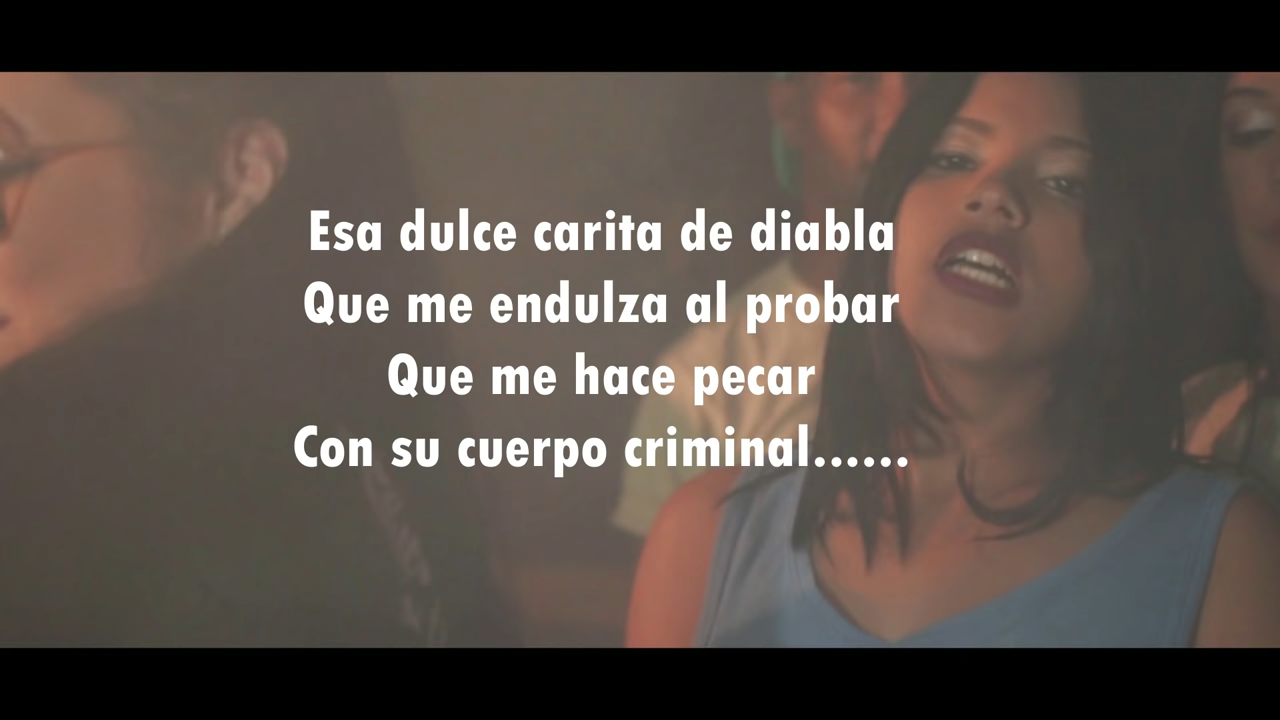 Esa dulce carita de diabla
Que me endulza al probar
Que me hace pecar
Con su cuerpo criminal......